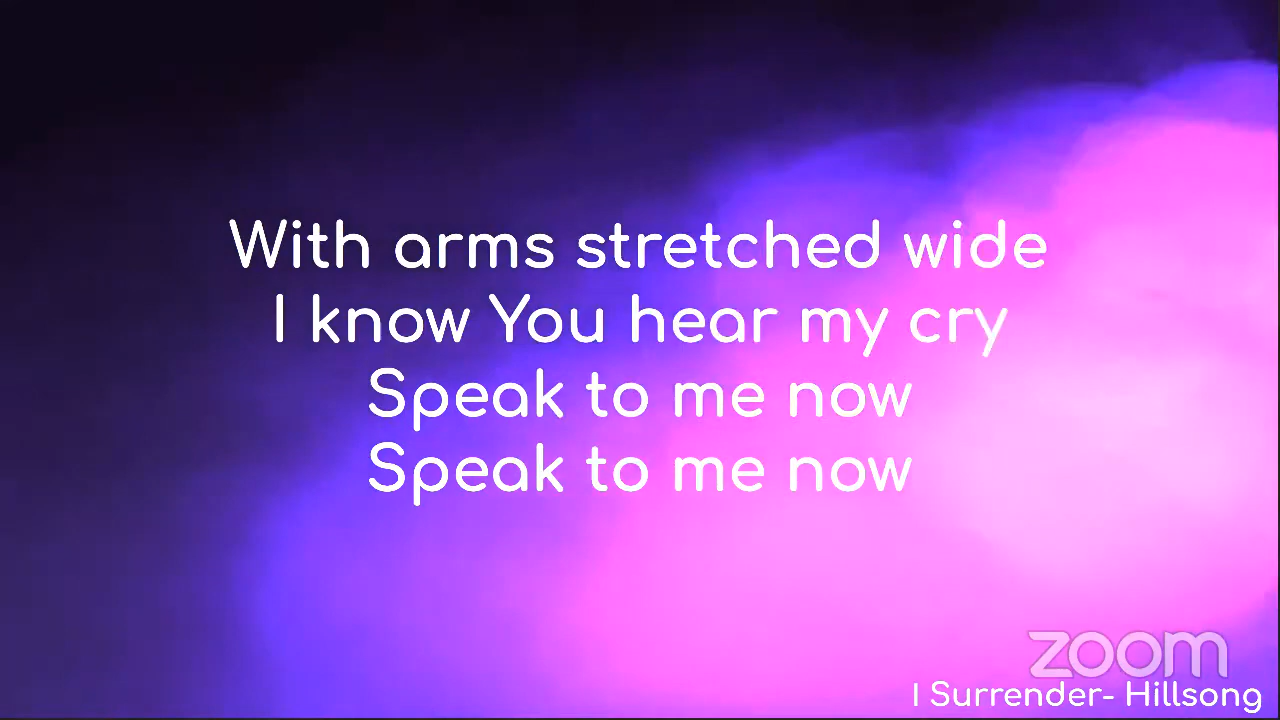 With arms stretched wide
I know You hear my cry
Speak to me now
Speak to me now
zoom
I Surrender- Hillsong